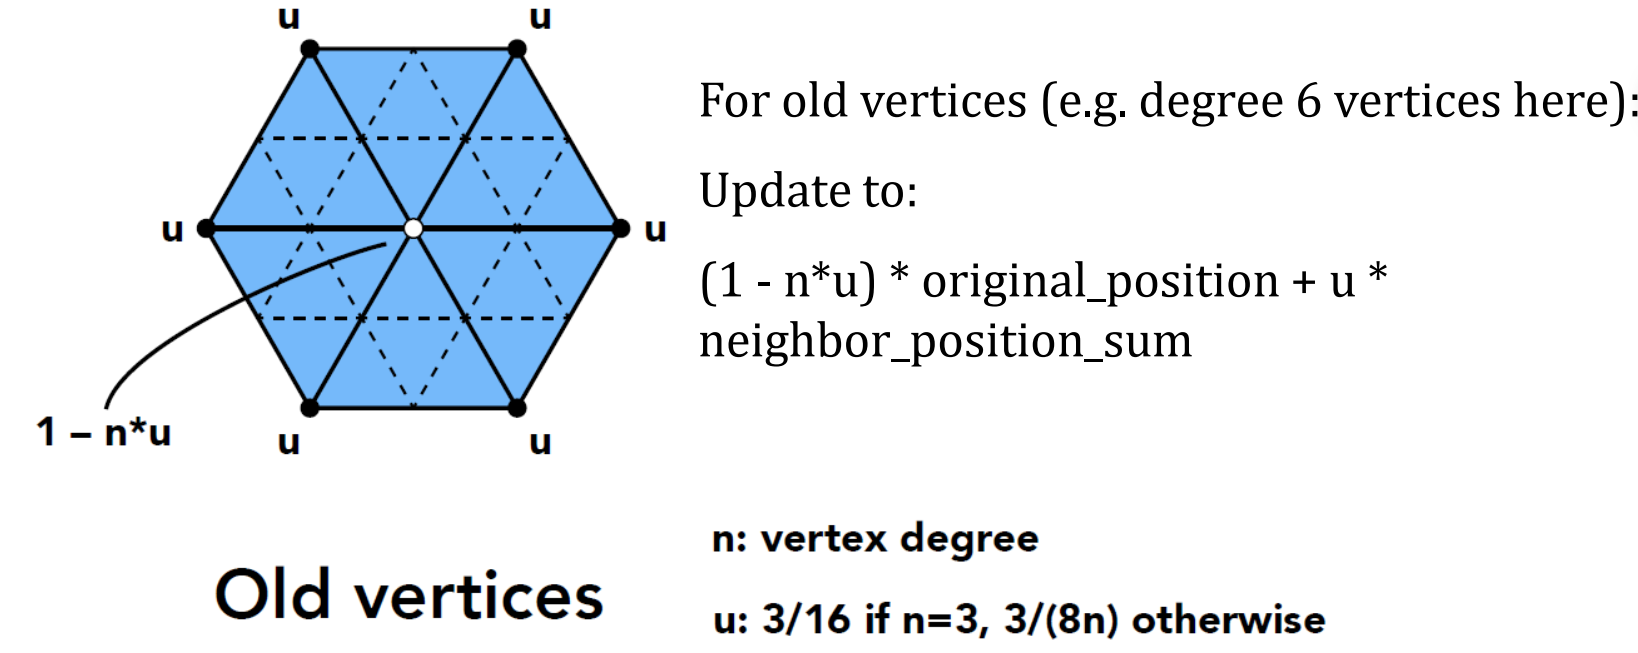 u u
u u
1 – n*u
u u
Old vertices
For old vertices (e.g. degree 6 vertices here):
Update to:
(1 - n*u) * original_position + u *
neighbor_position_sum
n: vertex degree
u: 3/16 if n=3, 3/(8n) otherwise